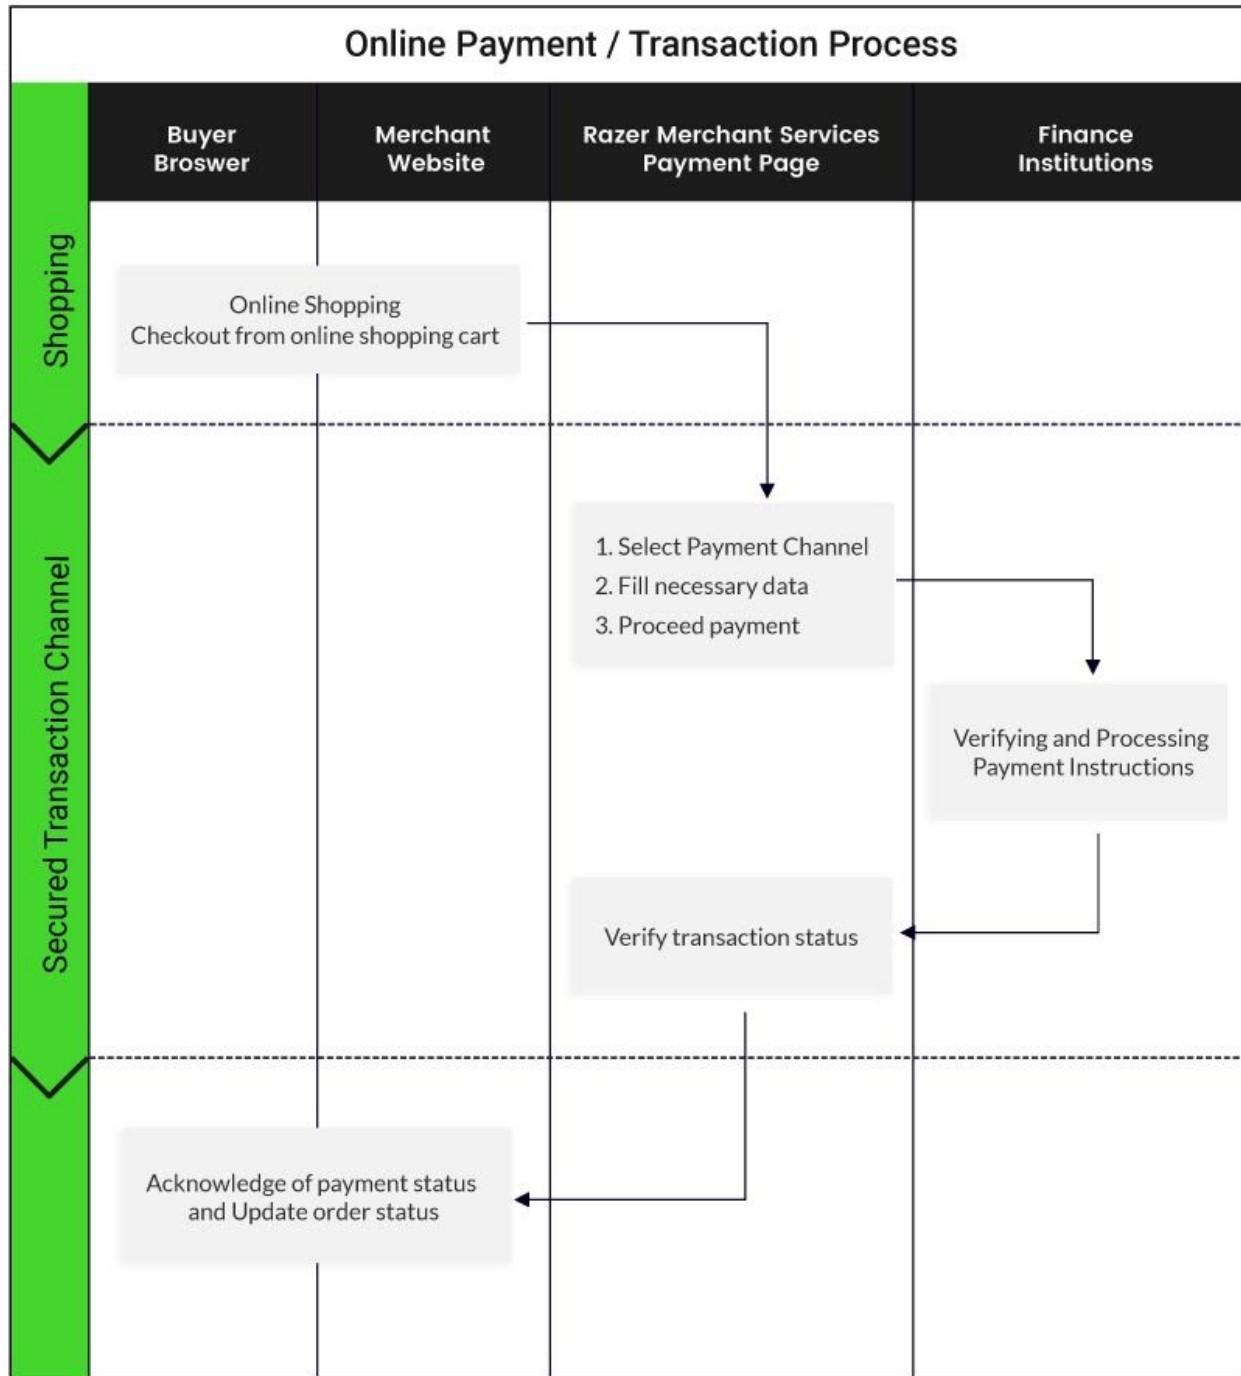 Online Payment / Transaction Process
Buyer
Broswer
Merchant
Website
Razer Merchant Services
Payment Page
Finance
Institutions
Shopping
Online Shopping
Checkout from online shopping cart
Secured Transaction Channel
1. Select Payment Channel
2. Fill necessary data
3. Proceed payment
Verifying and Processing
Payment Instructions
Verify transaction status
Acknowledge of payment status
and Update order status